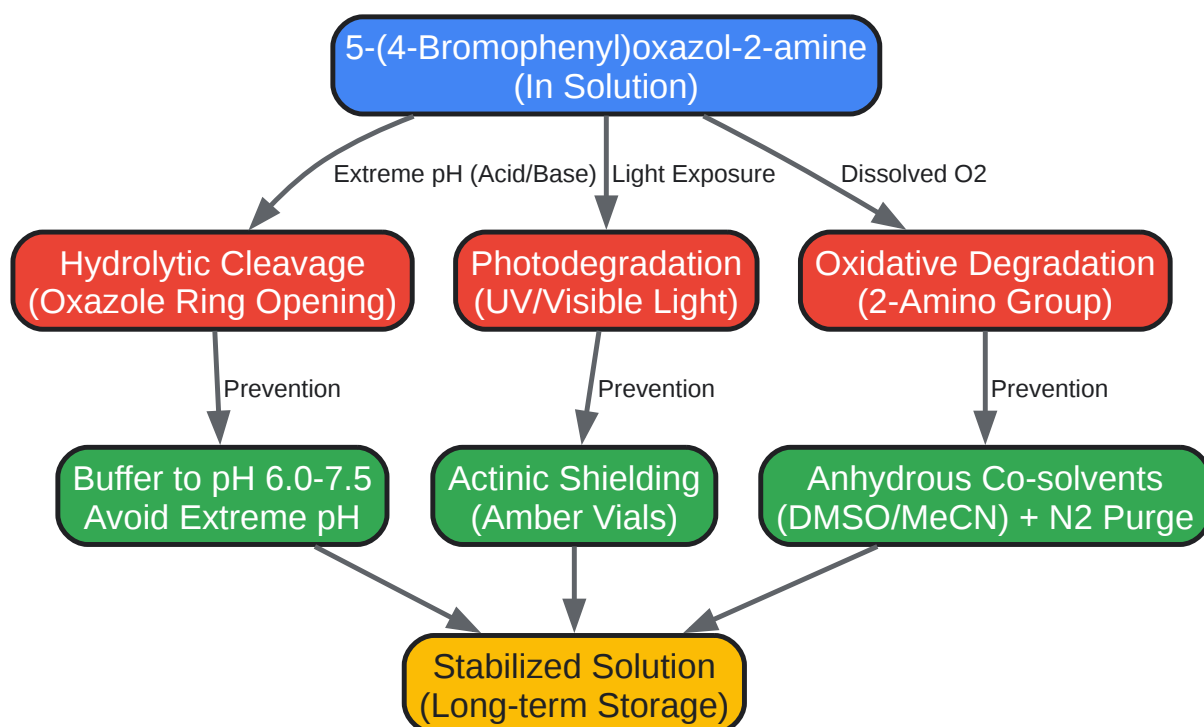 5-(4-Bromophenyl)oxazol-2-amine
(In Solution)
Extreme pH (Acid/Base)
Light Exposure
Dissolved O2
Hydrolytic Cleavage
(Oxazole Ring Opening)
Photodegradation
(UV/Visible Light)
Oxidative Degradation
(2-Amino Group)
Prevention
Prevention
Prevention
Buffer to pH 6.0-7.5
Avoid Extreme pH
Actinic Shielding
(Amber Vials)
Anhydrous Co-solvents
(DMSO/MeCN) + N2 Purge
Stabilized Solution
(Long-term Storage)